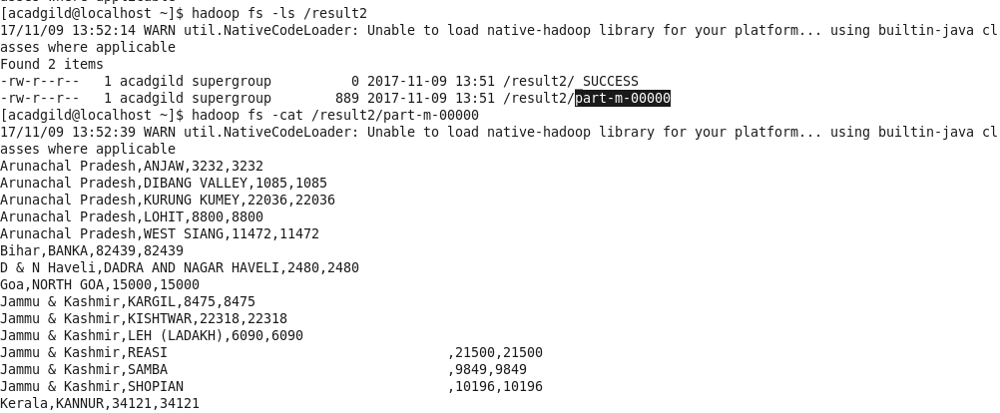 [acadgild@localhost ~]$ hadoop fs -ls /result2
17/11/09 13:52:14 WARN util.NativeCodeLoader: Unable to load native-hadoop library for your platform... using builtin-java cl
asses where applicable
Found 2 items
-rw-r--r--   1 acadgild supergroup          0 2017-11-09 13:51 /result2/_SUCCESS
-rw-r--r--   1 acadgild supergroup        889 2017-11-09 13:51 /result2/part-m-00000
[acadgild@localhost ~]$ hadoop fs -cat /result2/part-m-00000
17/11/09 13:52:39 WARN util.NativeCodeLoader: Unable to load native-hadoop library for your platform... using builtin-java cl
asses where applicable
Arunachal Pradesh,ANJAW,3232,3232
Arunachal Pradesh,DIBANG VALLEY,1085,1085
Arunachal Pradesh,KURUNG KUMEY,22036,22036
Arunachal Pradesh,LOHIT,8800,8800
Arunachal Pradesh,WEST SIANG,11472,11472
Bihar,BANKA,82439,82439
D & N Haveli,DADRA AND NAGAR HAVELI,2480,2480
Goa,NORTH GOA,15000,15000
Jammu & Kashmir,KARGIL,8475,8475
Jammu & Kashmir,KISHTWAR,22318,22318
Jammu & Kashmir,LEH (LADAKH),6090,6090
Jammu & Kashmir,REASI                                   ,21500,21500
Jammu & Kashmir,SAMBA                                   ,9849,9849
Jammu & Kashmir,SHOPIAN                                 ,10196,10196
Kerala,KANNUR,34121,34121